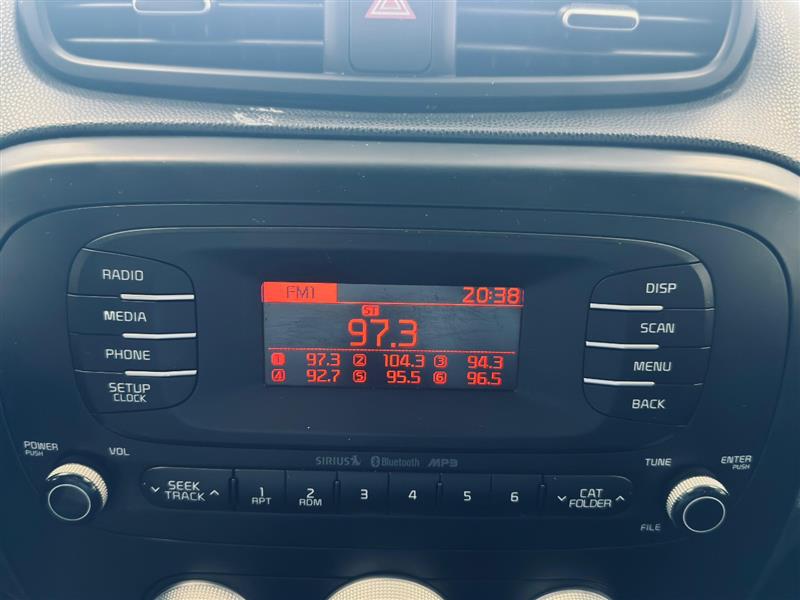 FM1 20:38
ST
97.3
1 97.3 2 104.3 3 94.3
4 92.7 5 95.5 6 96.5
RADIO
MEDIA
PHONE
SETUP
CLOCK
DISP
SCAN
MENU
BACK
SIRIUS Bluetooth MP3
POWER
PUSH
VOL
SEEK
TRACK
1
RPT
2
RDM
3
4
5
6
CAT
FOLDER
TUNE
ENTER
PUSH
FILE